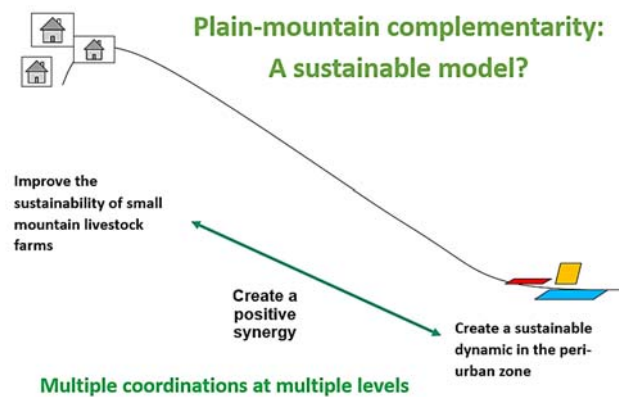 Plain-mountain complementarity:
A sustainable model?
Improve the
sustainability of small
mountain livestock
farms
Create a
positive
synergy
Create a sustainable
dynamic in the peri-
urban zone
Multiple coordinations at multiple levels